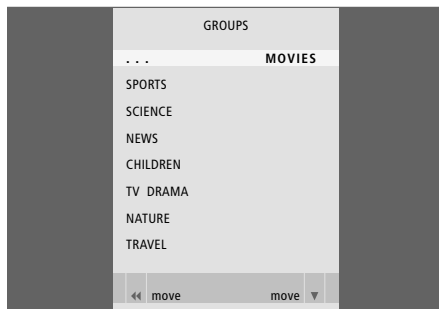 GROUPS
. . . MOVIES
SPORTS
SCIENCE
NEWS
CHILDREN
TV DRAMA
NATURE
TRAVEL
move move